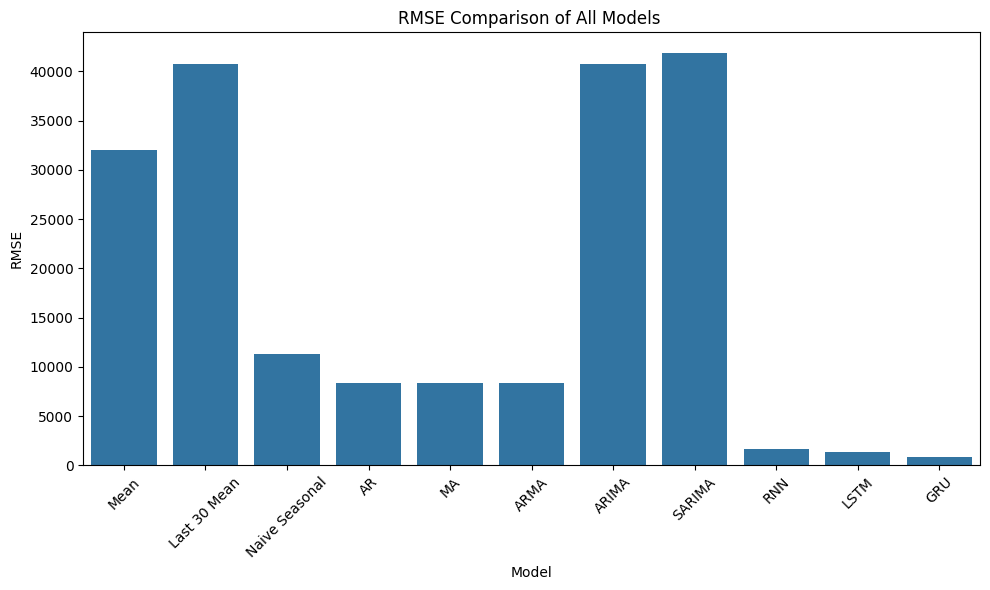 RMSE Comparison of All Models
RMSE
40000
35000
30000
25000
20000
15000
10000
5000
0
Mean
Last 30 Mean
Naive Seasonal
AR
MA
ARMA
ARIMA
SARIMA
RNN
LSTM
GRU
Model